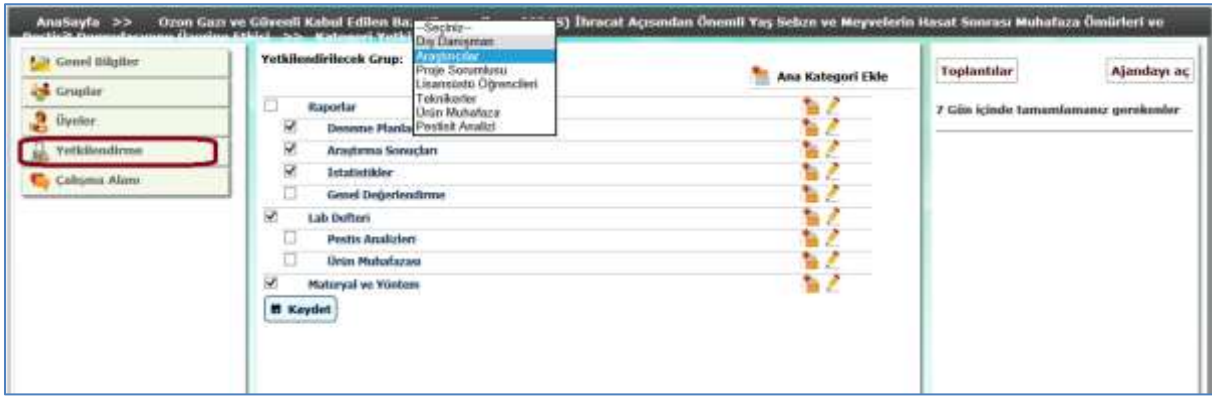 AnaSayfa >> Ozon Gazı ve Güvenli Kabul Edilen Ba
5) İhracat Açısından Önemli Yaş Sebze ve Meyvelerin Hasat Sonrası Muhafaza Ömürleri ve
Genel Bilgiler
Gruplar
Üyeler
Yetkilendirme
Çalışma Alanı
Yetkilendirilecek Grup:
--Seçiniz--
Dış Danışman
Araştırıcılar
Proje Sorumlusu
Lisansüstü Öğrencileri
Teknikerler
Ürün Muhafaza
Pestisit Analizi
Ana Kategori Ekle
Raporlar
Deneme Planla
Araştırma Sonuçları
İstatistikler
Genel Değerlendirme
Lab Defteri
Pestis Analizleri
Ürün Muhafazası
Materyal ve Yöntem
Kaydet
Toplantılar
Ajandayı aç
7 Gün içinde tamamlamanız gerekenler